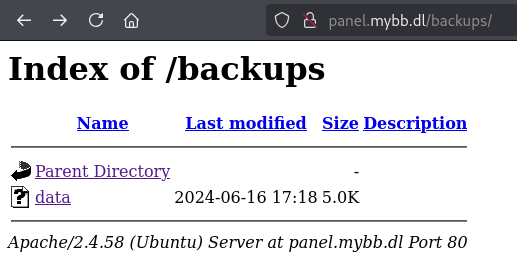 panel.mybb.dl/backups/
Index of /backups
Name Last modified Size Description
Parent Directory -
data 2024-06-16 17:18 5.0K
Apache/2.4.58 (Ubuntu) Server at panel.mybb.dl Port 80